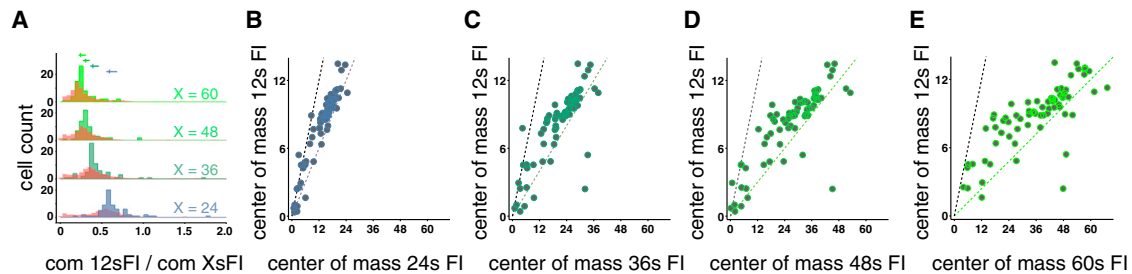 A
cell count
20
0
X = 60
20
0
X = 48
20
0
X = 36
20
0
X = 24
0 0.5 1.0 1.5 2.0
com 12sFI / com XsFI
B
center of mass 12s FI
12
6
0
0 12 24 36 48 60
center of mass 24s FI
C
center of mass 12s FI
12
6
0
0 12 24 36 48 60
center of mass 36s FI
D
center of mass 12s FI
12
6
0
0 12 24 36 48 60
center of mass 48s FI
E
center of mass 12s FI
12
6
0
0 12 24 36 48 60
center of mass 60s FI